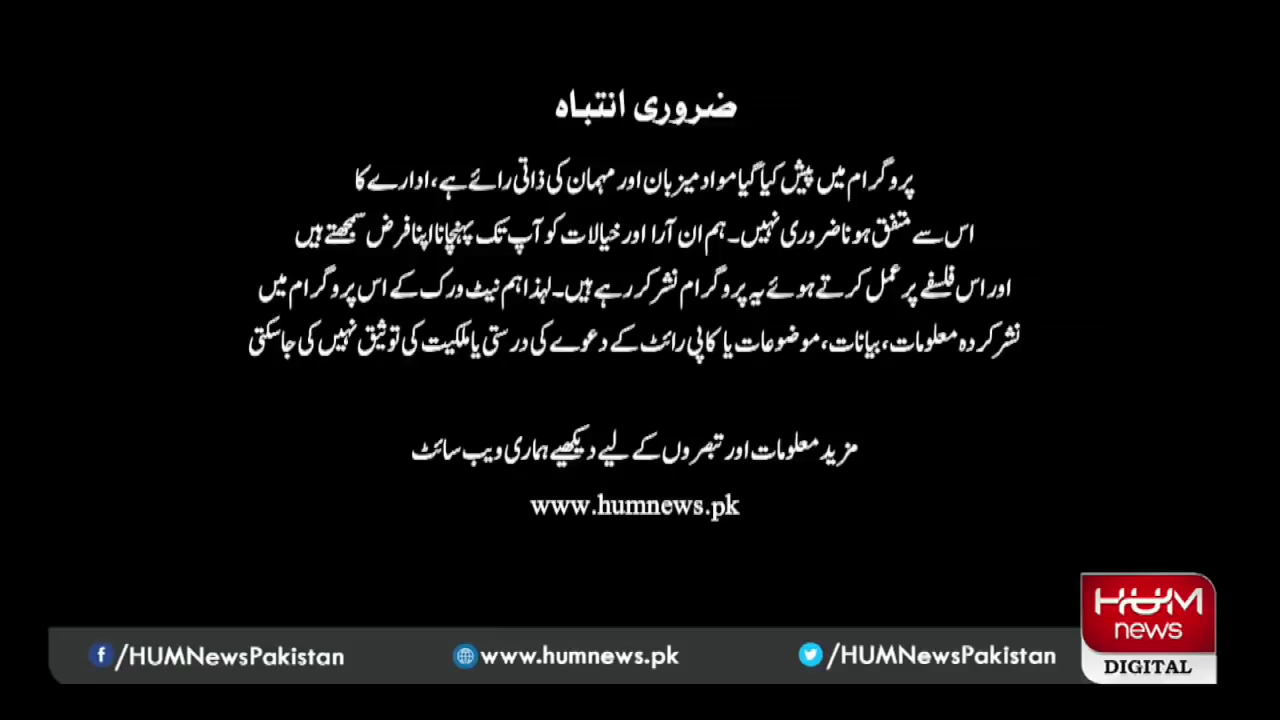 ضروری انتباہ
پروگرام میں پیش کیا گیا مواد میزبان اور مہمان کی ذاتی رائے ہے، ادارے کا
اس سے متفق ہونا ضروری نہیں۔ ہم ان آرا اور خیالات کو آپ تک پہنچانا اپنا فرض سمجھتے ہیں
اور اس فلسفے پر عمل کرتے ہوئے یہ پروگرام نشر کر رہے ہیں۔ لہذا ہم نیٹ ورک کے اس پروگرام میں
نشر کردہ معلومات، بیانات، موضوعات یا کاپی رائٹ کے دعوے کی درستی یا ملکیت کی توثیق نہیں کی جا سکتی
مزید معلومات اور تبصروں کے لیے دیکھیے ہماری ویب سائٹ
www.humnews.pk
HUM
news
DIGITAL
f /HUMNewsPakistan www.humnews.pk /HUMNewsPakistan